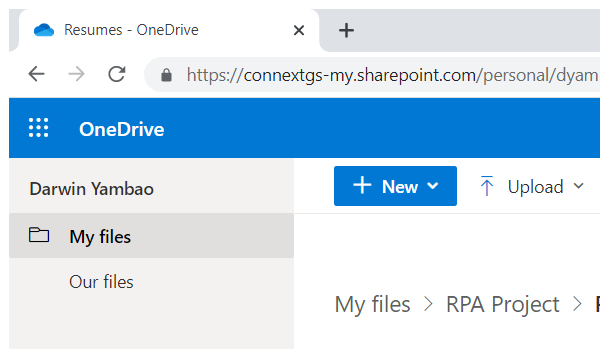 Resumes - OneDrive
https://connextgs-my.sharepoint.com/personal/dyam
OneDrive
Darwin Yambao
New
Upload
My files
Our files
My files > RPA Project >